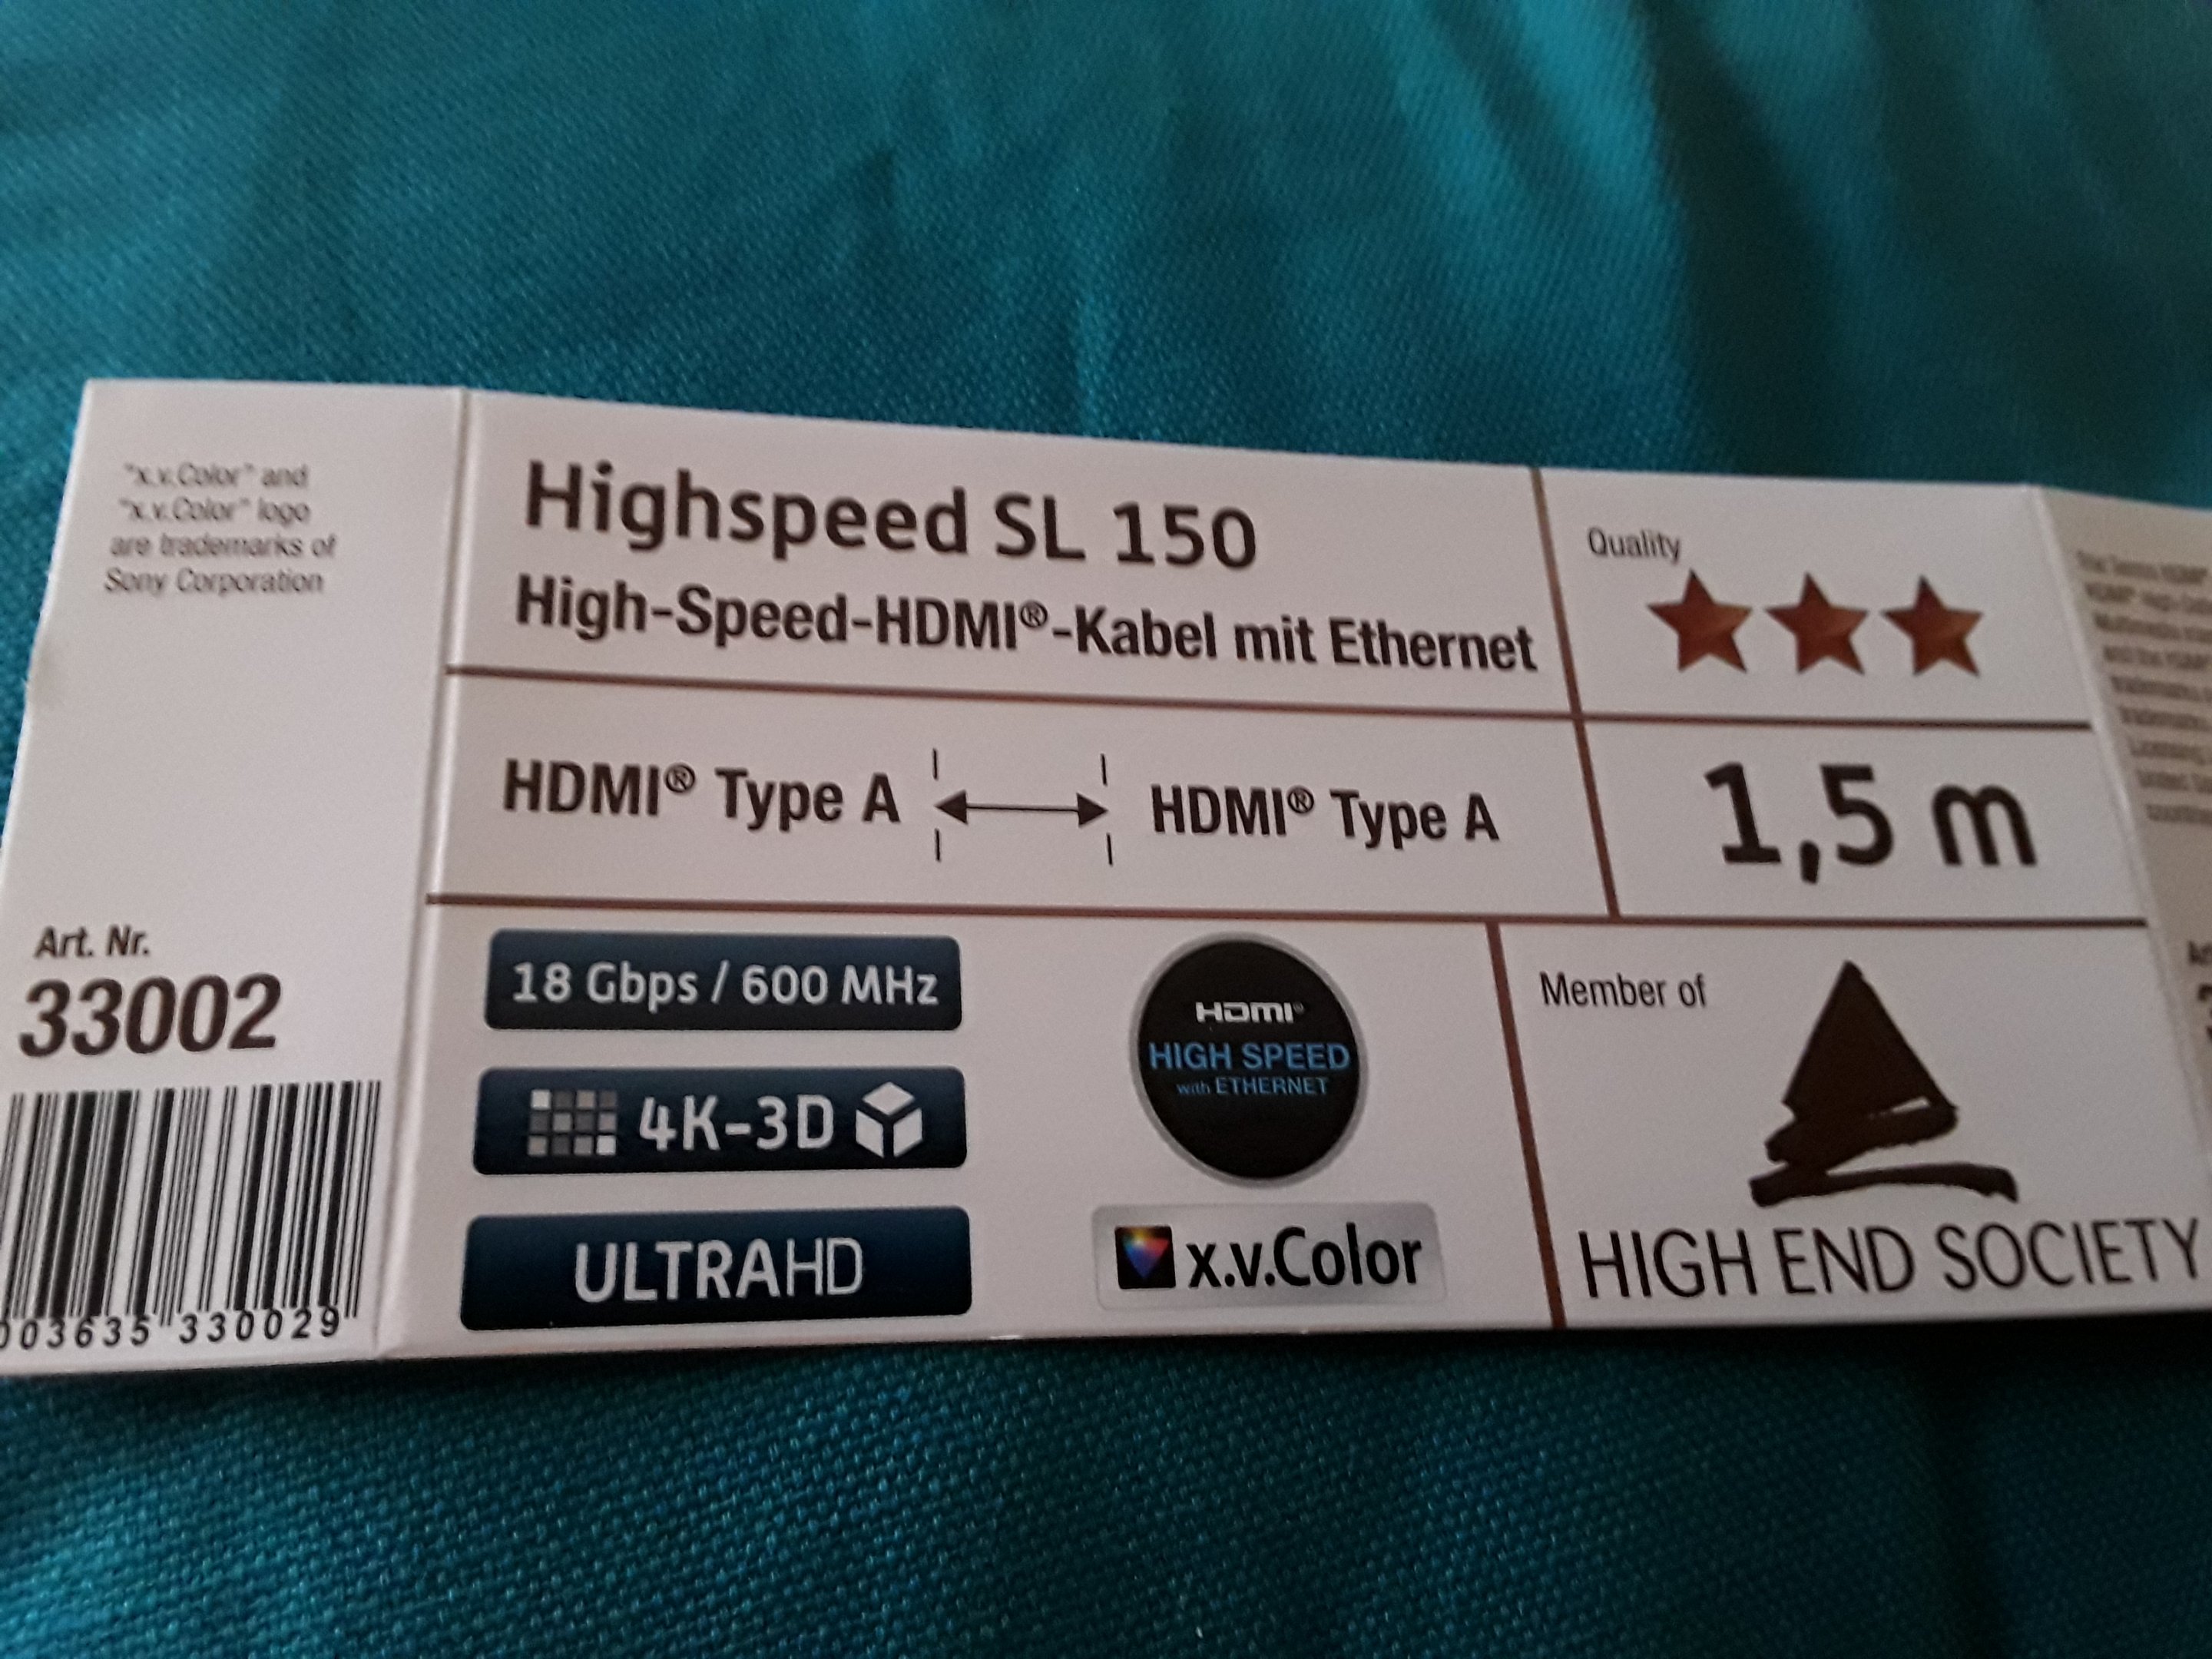 "x.v.Color" and
"x.v.Color" logo
are trademarks of
Sony Corporation
Art. Nr.
33002
003635 330029
Highspeed SL 150
High-Speed-HDMI®-Kabel mit Ethernet
Quality
HDMI® Type A
HDMI® Type A
1,5 m
18 Gbps / 600 MHz
4K-3D
ULTRAHD
HDMI®
HIGH SPEED
with ETHERNET
x.v.Color
Member of
HIGH END SOCIETY